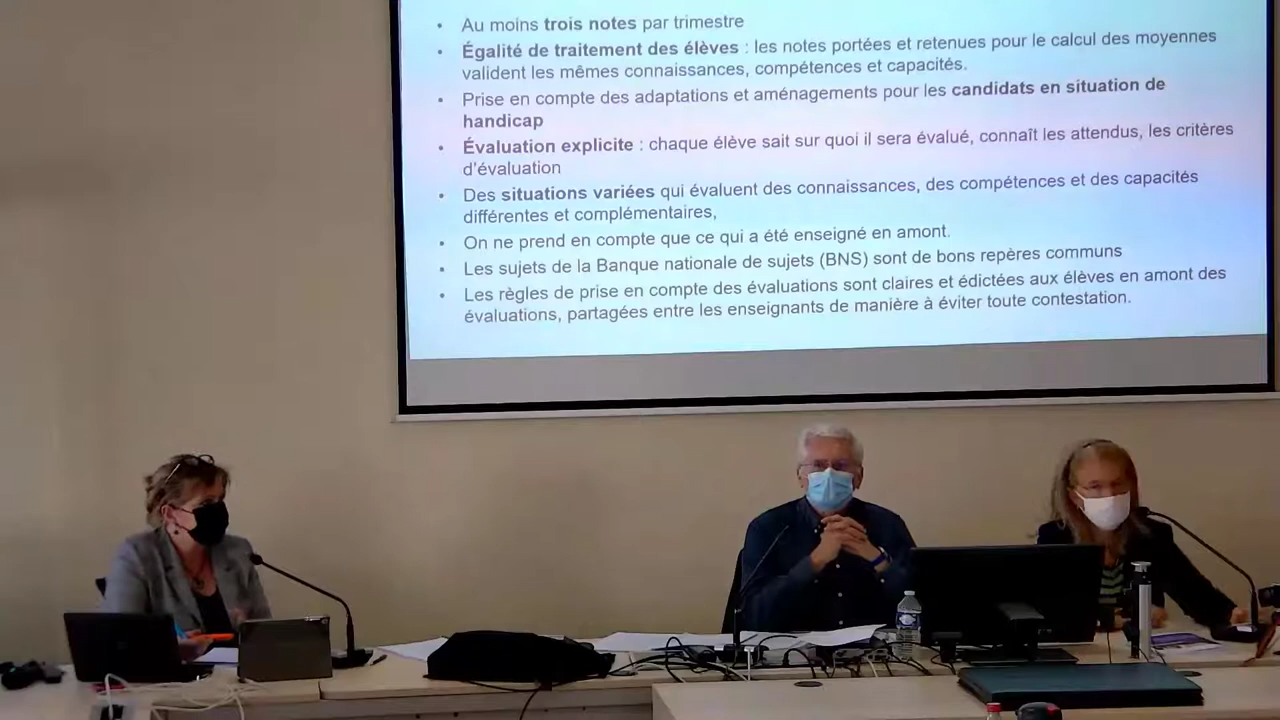 • Au moins trois notes par trimestre
• Égalité de traitement des élèves : les notes portées et retenues pour le calcul des moyennes
valident les mêmes connaissances, compétences et capacités.
• Prise en compte des adaptations et aménagements pour les candidats en situation de
handicap
• Évaluation explicite : chaque élève sait sur quoi il sera évalué, connaît les attendus, les critères
d'évaluation
• Des situations variées qui évaluent des connaissances, des compétences et des capacités
différentes et complémentaires,
• On ne prend en compte que ce qui a été enseigné en amont.
• Les sujets de la Banque nationale de sujets (BNS) sont de bons repères communs
• Les règles de prise en compte des évaluations sont claires et édictées aux élèves en amont des
évaluations, partagées entre les enseignants de manière à éviter toute contestation.